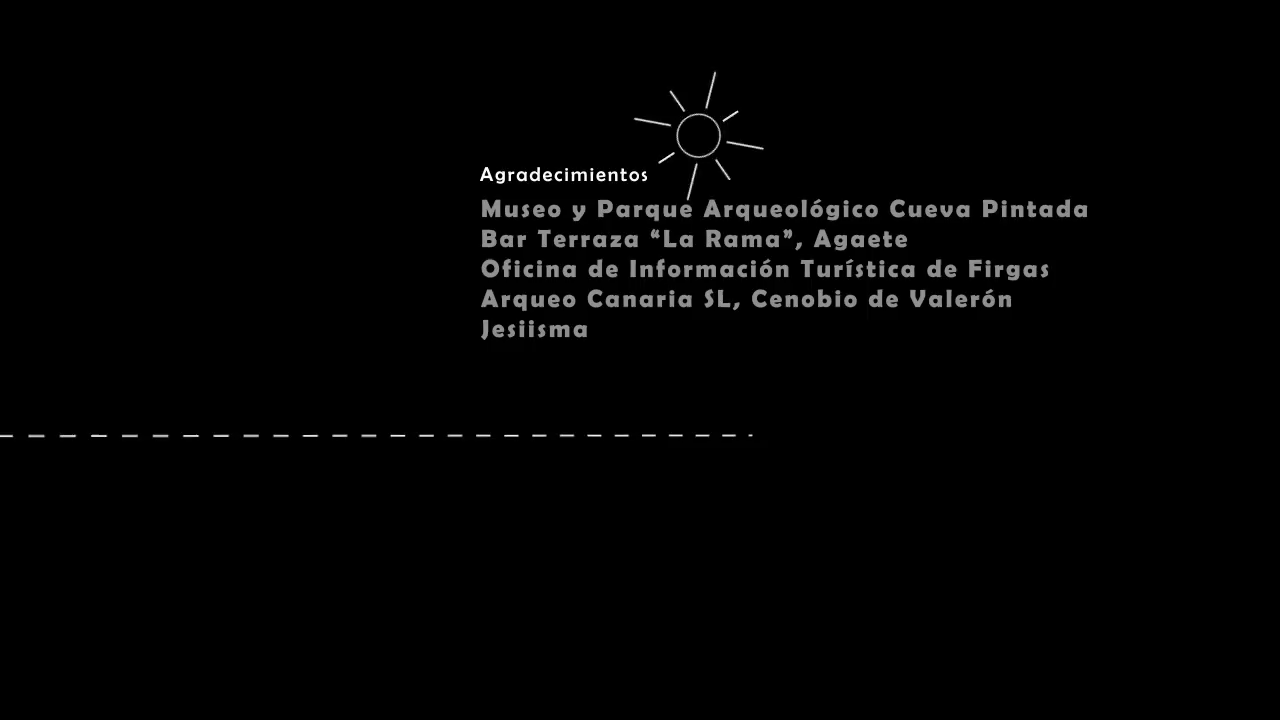 Agradecimientos
Museo y Parque Arqueológico Cueva Pintada
Bar Terraza “La Rama”, Agaete
Oficina de Información Turística de Firgas
Arqueo Canaria SL, Cenobio de Valerón
Jesiisma